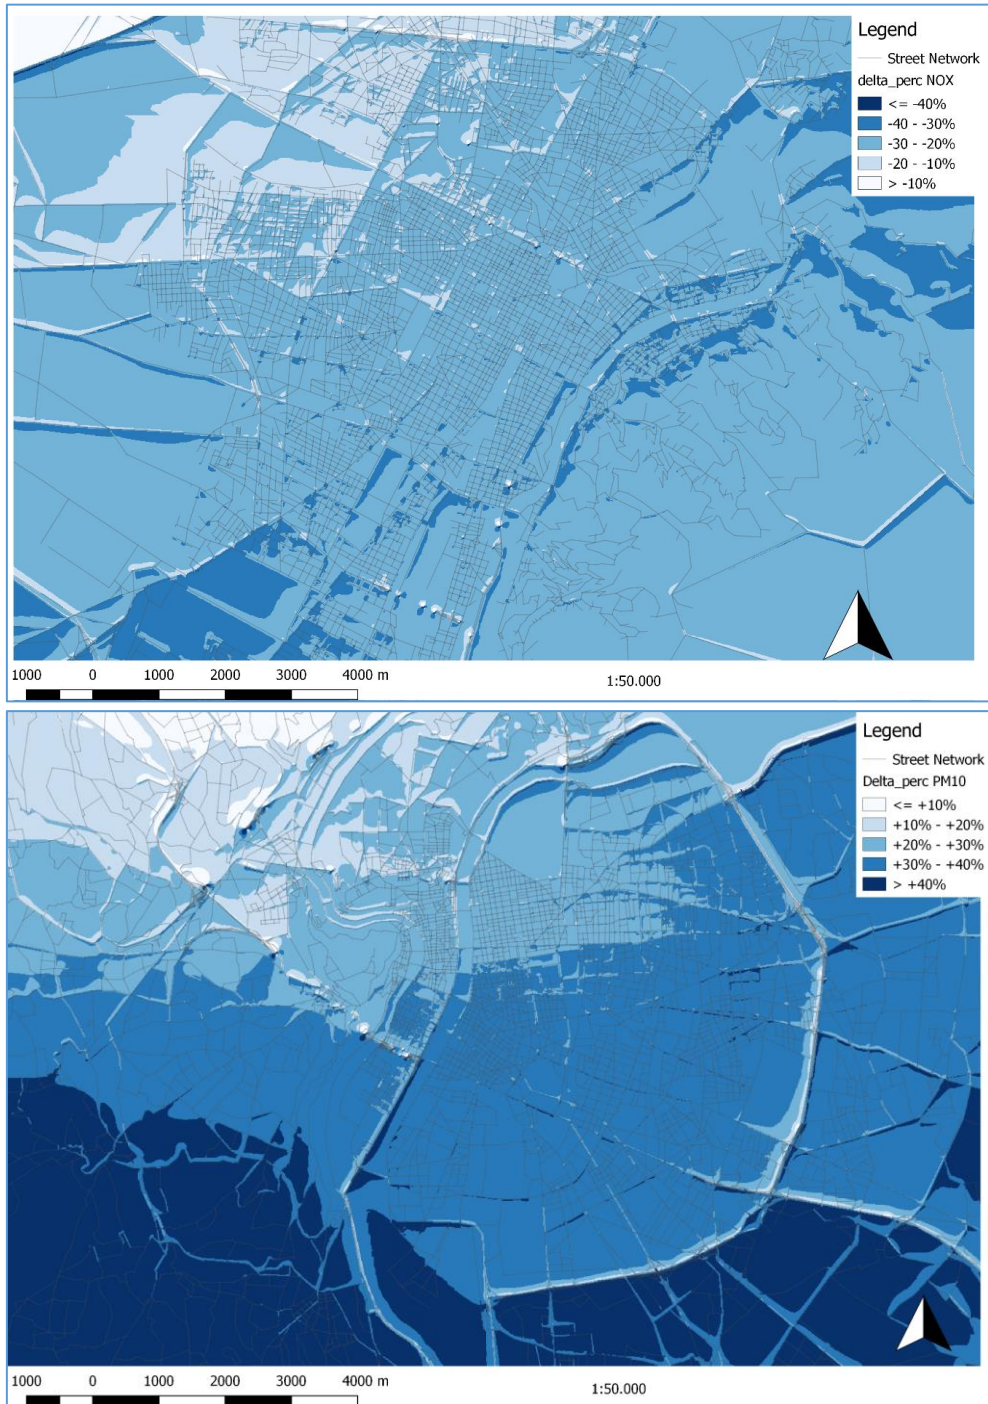 Legend
Street Network
delta_perc NOX
<= -40%
-40 - -30%
-30 - -20%
-20 - -10%
> -10%
1000 0 1000 2000 3000 4000 m
1:50.000
Legend
Street Network
Delta_perc PM10
<= +10%
+10% - +20%
+20% - +30%
+30% - +40%
> +40%
1000 0 1000 2000 3000 4000 m
1:50.000